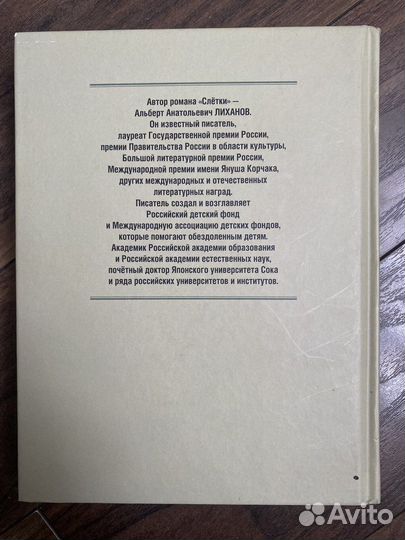 Автор романа «Слётки» –
Альберт Анатольевич ЛИХАНОВ.
Он известный писатель,
лауреат Государственной премии России,
премии Правительства России в области культуры,
Большой литературной премии России,
Международной премии имени Януша Корчака,
других международных и отечественных
литературных наград.
Писатель создал и возглавляет
Российский детский фонд
и Международную ассоциацию детских фондов,
которые помогают обездоленным детям.
Академик Российской академии образования
и Российской академии естественных наук,
почётный доктор Японского университета Сока
и ряда российских университетов и институтов.
Avito